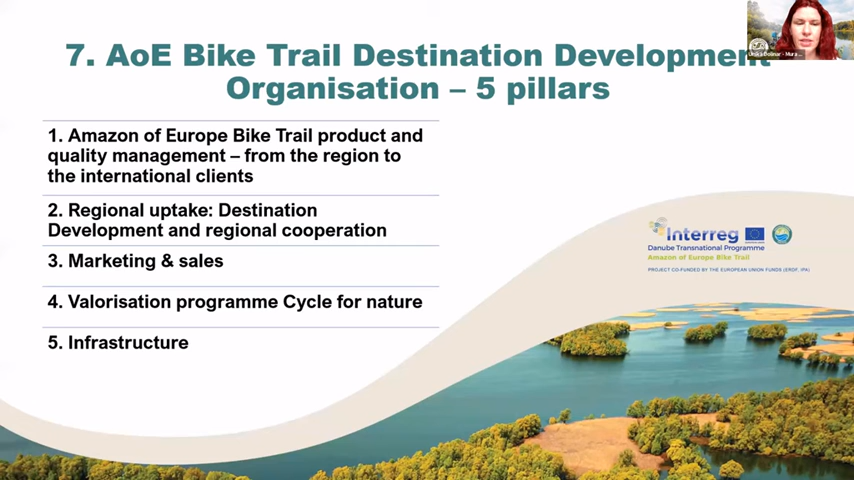 7. AoE Bike Trail Destination Development
Organisation – 5 pillars
1. Amazon of Europe Bike Trail product and
quality management – from the region to
the international clients
2. Regional uptake: Destination
Development and regional cooperation
3. Marketing & sales
4. Valorisation programme Cycle for nature
5. Infrastructure
Interreg
Danube Transnational Programme
Amazon of Europe Bike Trail
PROJECT CO-FUNDED BY THE EUROPEAN UNION FUNDS (ERDF, IPA)
Dolinar - Mura...